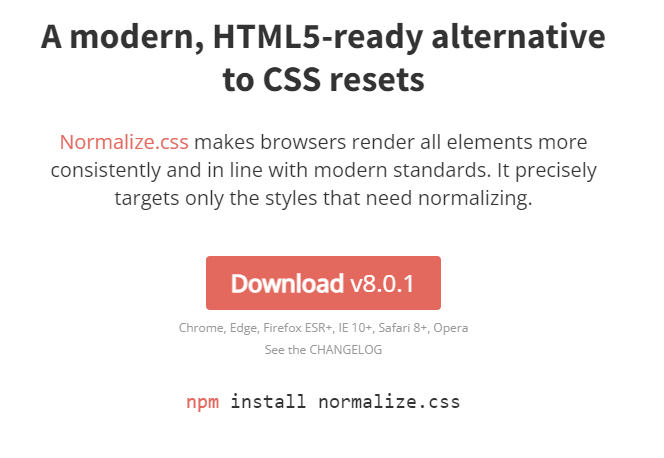 A modern, HTML5-ready alternative
to CSS resets
Normalize.css makes browsers render all elements more
consistently and in line with modern standards. It precisely
targets only the styles that need normalizing.
Download v8.0.1
Chrome, Edge, Firefox ESR+, IE 10+, Safari 8+, Opera
See the CHANGELOG
npm install normalize.css